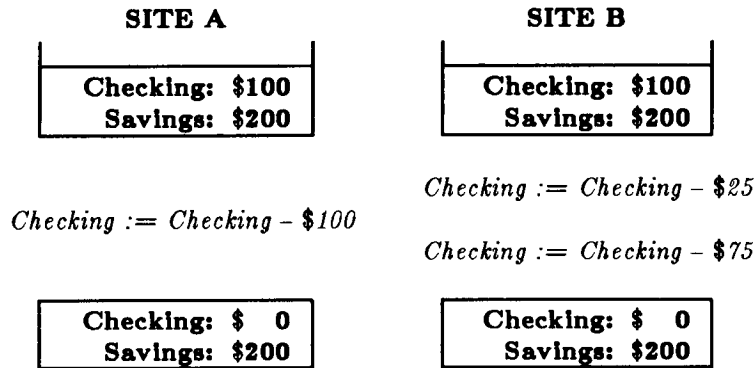 SITE A
Checking: $100
Savings: $200
Checking := Checking – $100
Checking: $ 0
Savings: $200
SITE B
Checking: $100
Savings: $200
Checking := Checking – $25
Checking := Checking – $75
Checking: $ 0
Savings: $200